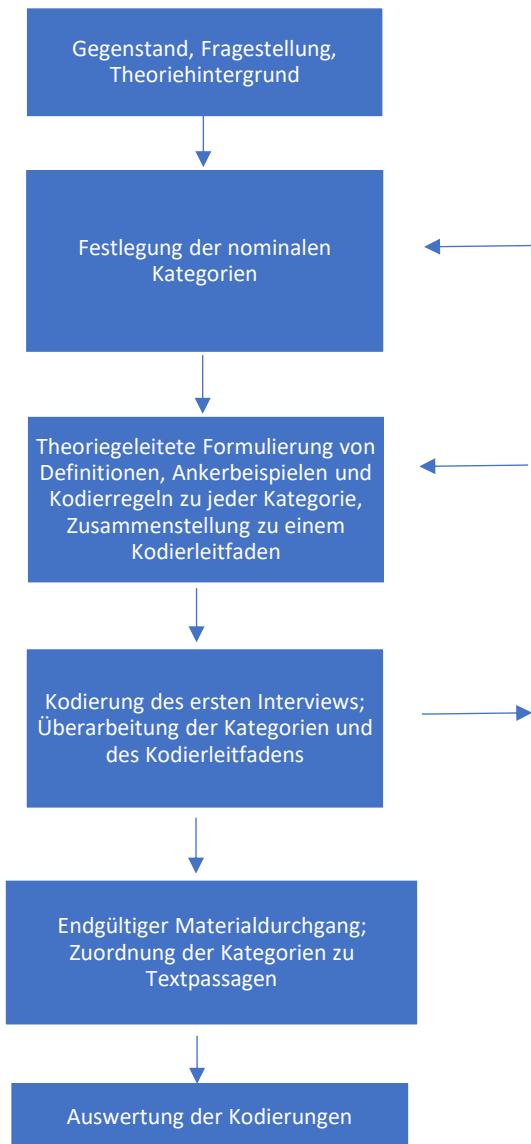 Gegenstand, Fragestellung,
Theoriehintergrund
Festlegung der nominalen
Kategorien
Theoriegeleitete Formulierung von
Definitionen, Ankerbeispielen und
Kodierregeln zu jeder Kategorie,
Zusammenstellung zu einem
Kodierleitfaden
Kodierung des ersten Interviews;
Überarbeitung der Kategorien und
des Kodierleitfadens
Endgültiger Materialdurchgang;
Zuordnung der Kategorien zu
Textpassagen
Auswertung der Kodierungen